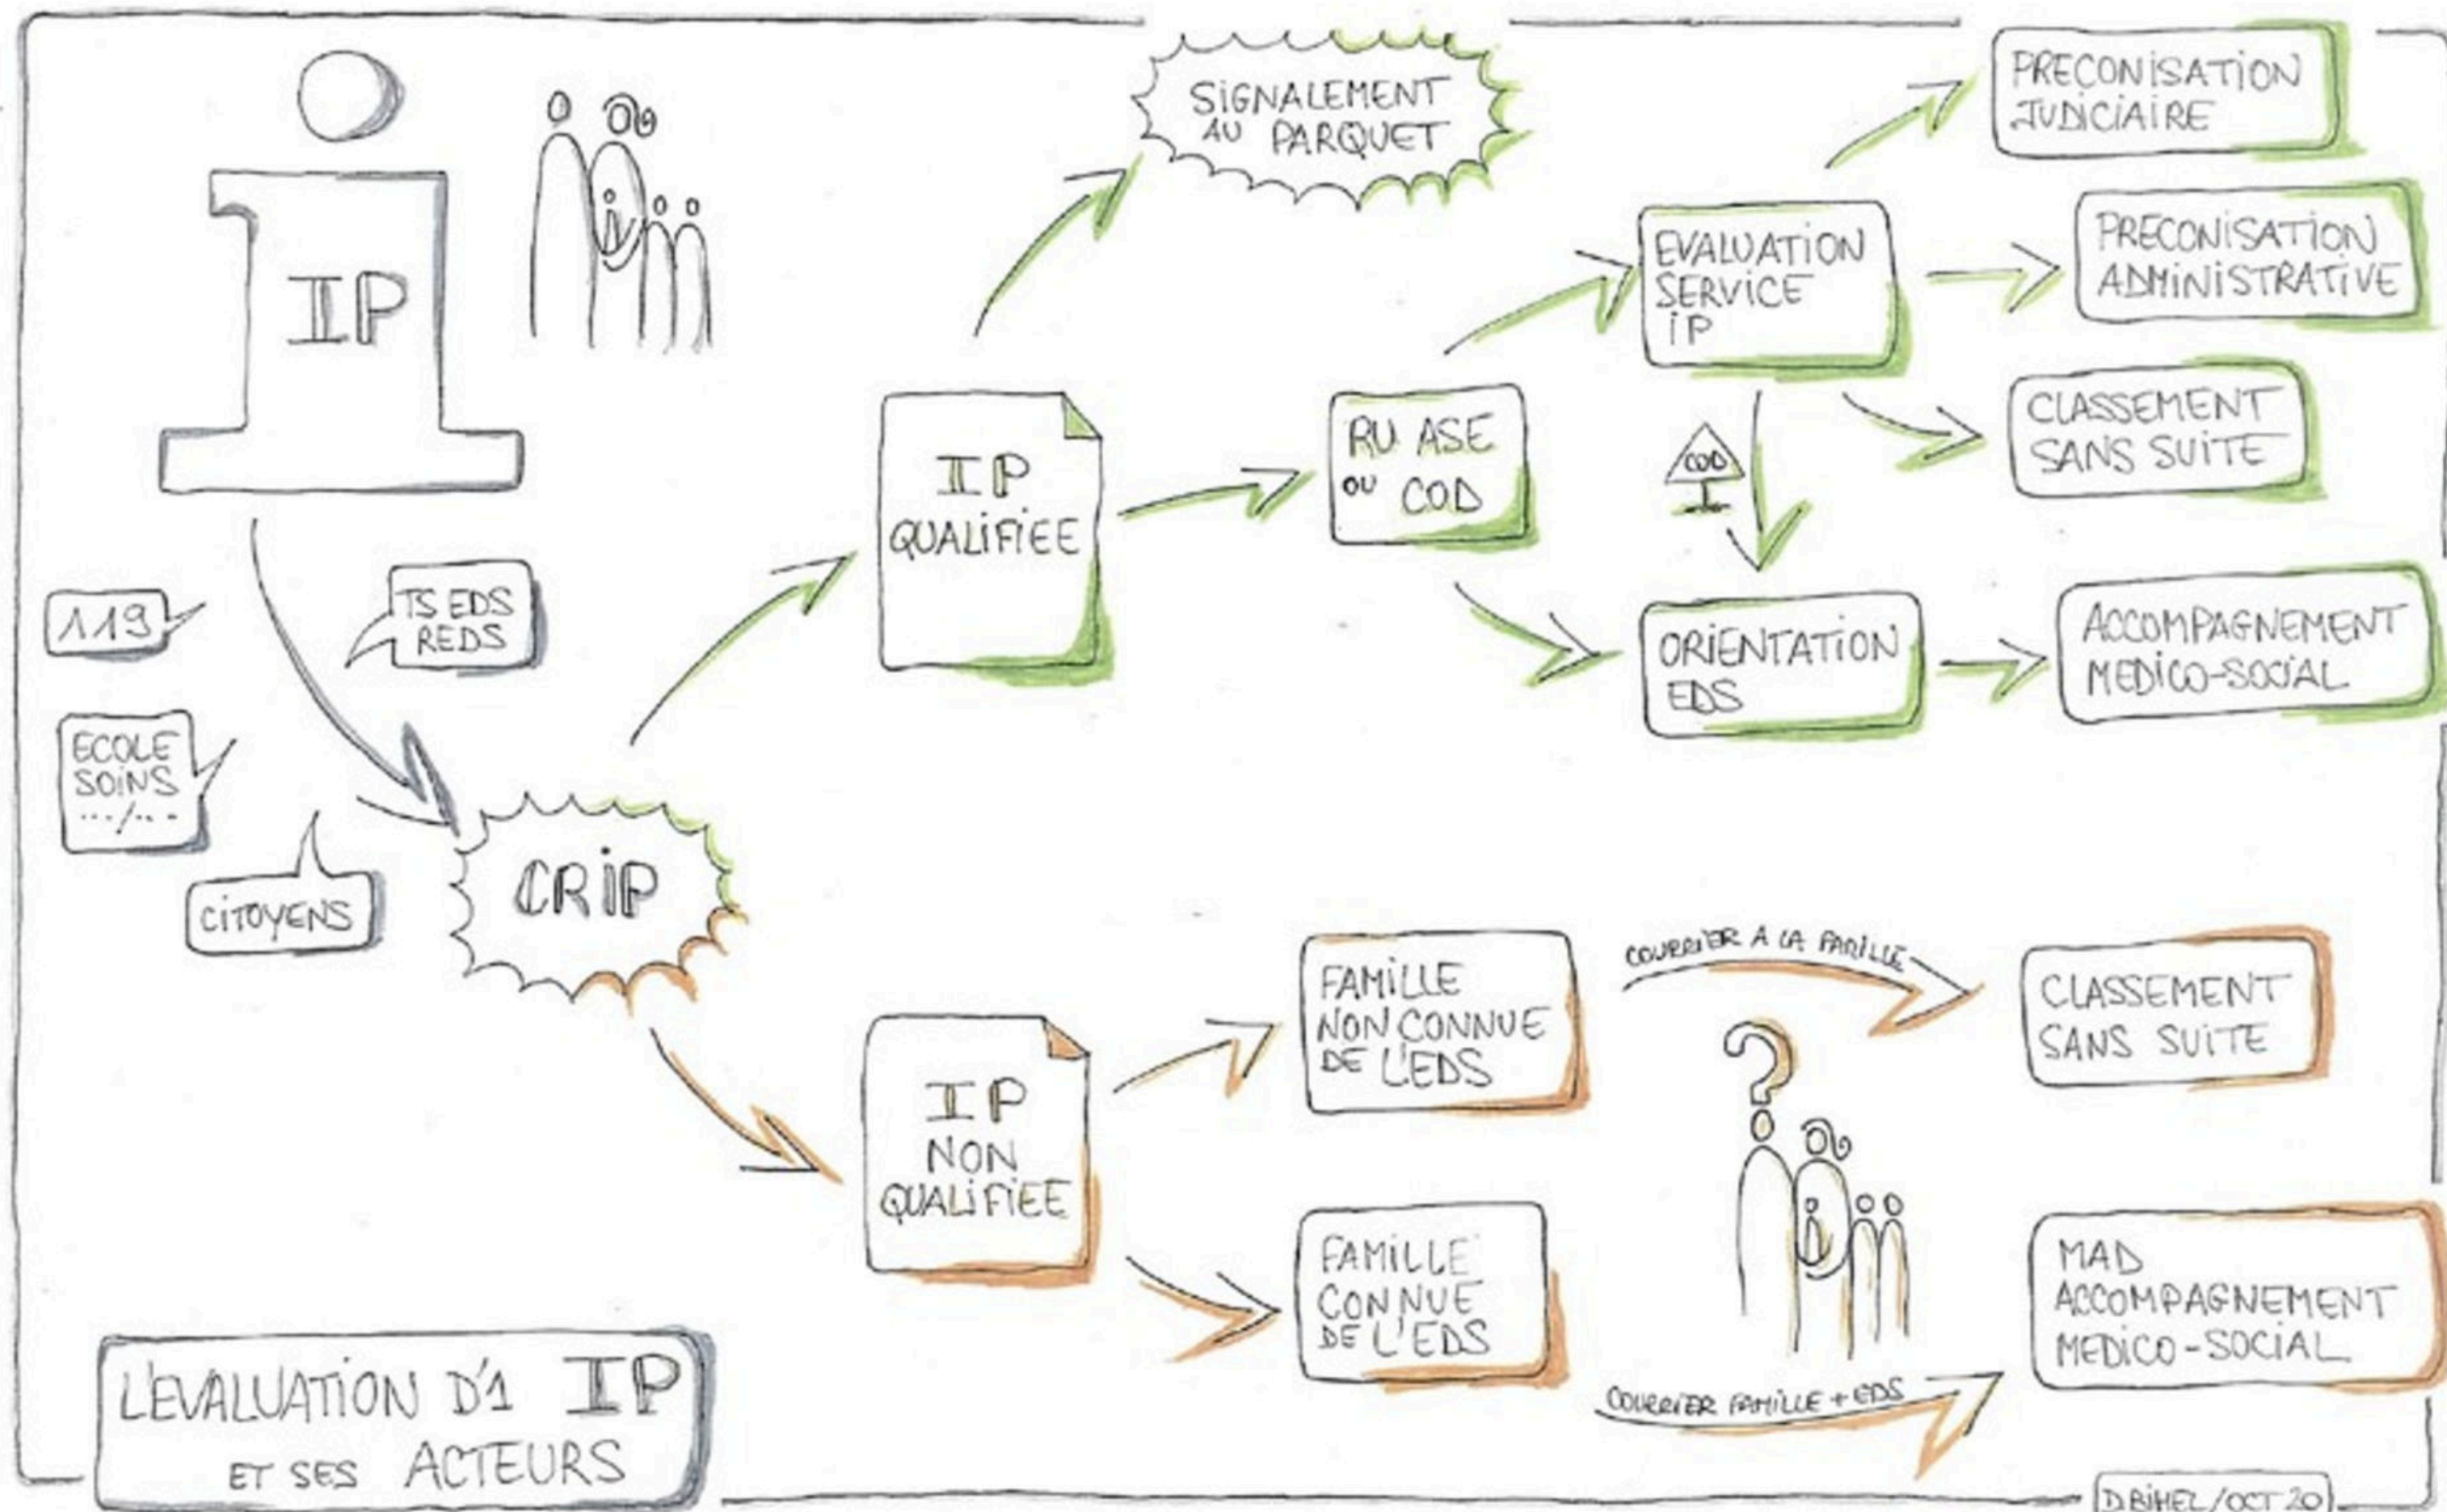 IP
119
TS EDS
REDS
ECOLE
SOINS
.../...
CITOYENS
CRIP
IP
QUALIFIEE
SIGNALEMENT
AU PARQUET
RU ASE
OU COD
EVALUATION
SERVICE
IP
COD
ORIENTATION
EDS
PRECONISATION
JUDICIAIRE
PRECONISATION
ADMINISTRATIVE
CLASSEMENT
SANS SUITE
ACCOMPAGNEMENT
MEDICO-SOCIAL
IP
NON
QUALIFIEE
FAMILLE
NON CONNUE
DE L'EDS
COURRIER A LA FAMILLE
?
CLASSEMENT
SANS SUITE
FAMILLE
CONNUE
DE L'EDS
COURRIER FAMILLE + EDS
MAD
ACCOMPAGNEMENT
MEDICO-SOCIAL
L'EVALUATION D'1 IP
ET SES ACTEURS
D.BIHEL/OCT 20